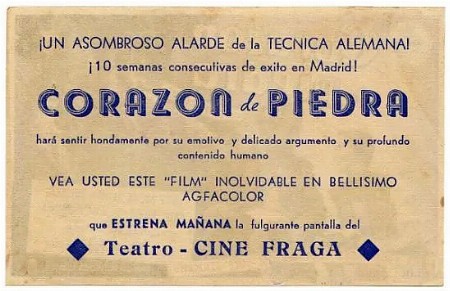 ¡UN ASOMBROSO ALARDE de la TECNICA ALEMANA!
¡10 semanas consecutivas de exito en Madrid!
CORAZON de PIEDRA
hará sentir hondamente por su emotivo y delicado argumento y su profundo
contenido humano
VEA USTED ESTE "FILM" INOLVIDABLE EN BELLISIMO
AGFACOLOR
que ESTRENA MAÑANA la fulgurante pantalla del
Teatro - CINE FRAGA